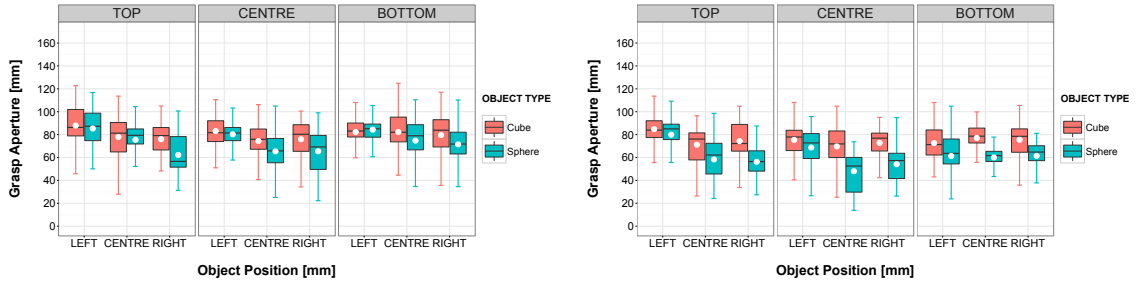 TOP CENTRE BOTTOM
Grasp Aperture [mm]
160
140
120
100
80
60
40
20
0
LEFT CENTRE RIGHT LEFT CENTRE RIGHT LEFT CENTRE RIGHT
Object Position [mm]
OBJECT TYPE
Cube
Sphere
TOP CENTRE BOTTOM
Grasp Aperture [mm]
160
140
120
100
80
60
40
20
0
LEFT CENTRE RIGHT LEFT CENTRE RIGHT LEFT CENTRE RIGHT
Object Position [mm]
OBJECT TYPE
Cube
Sphere